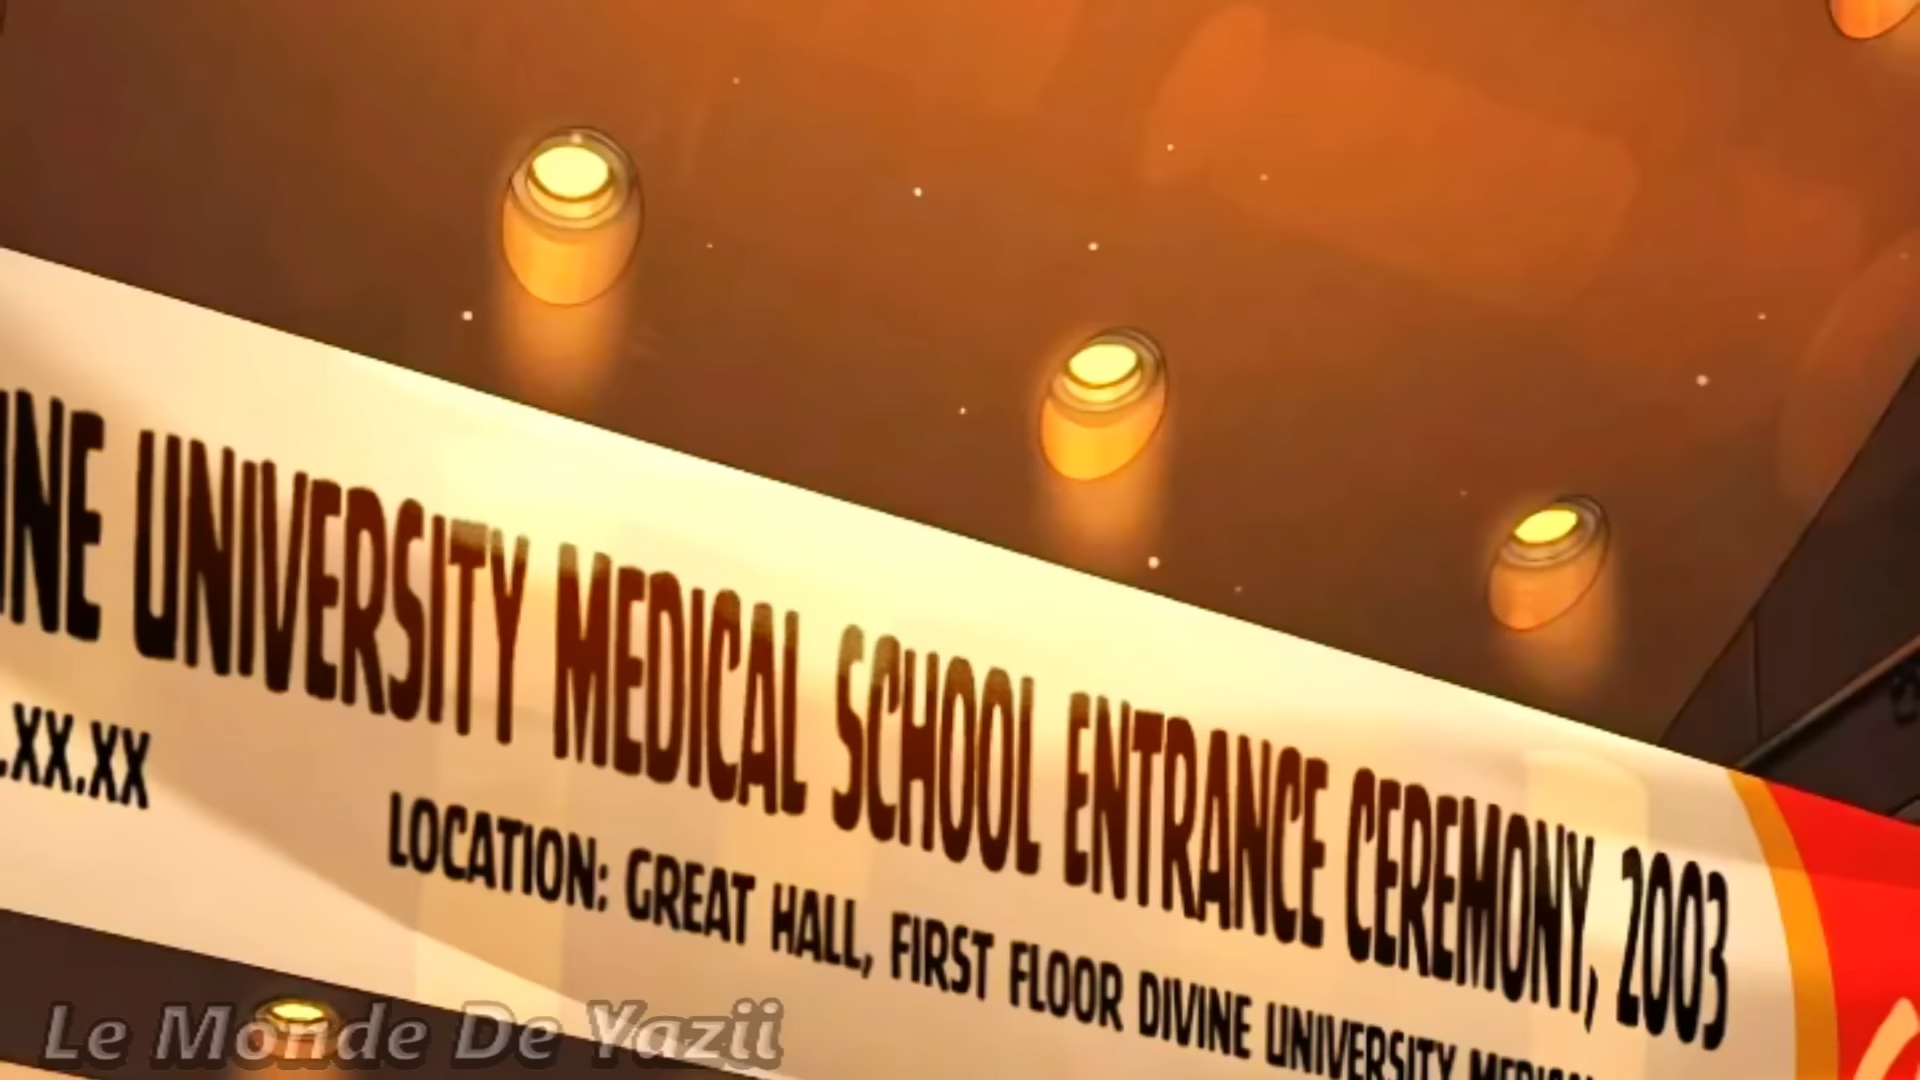 UNIVERSITY MEDICAL SCHOOL ENTRANCE CEREMONY, 2003
.XX.XX
LOCATION: GREAT HALL, FIRST FLOOR DIVINE UNIVERSITY MEDICAL
Le Monde De Yazii